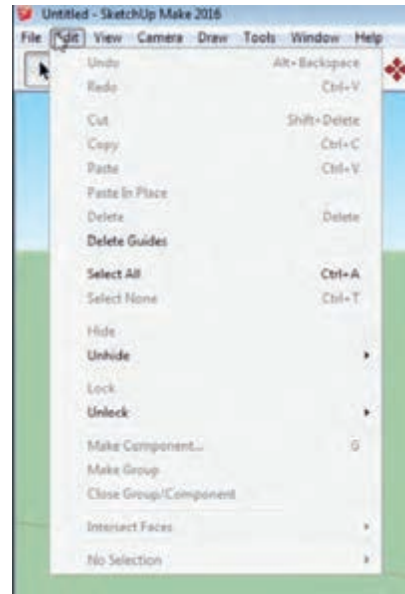 Untitled - SketchUp Make 2016
File Edit View Camera Draw Tools Window Help
Undo Alt+Backspace
Redo Ctrl+Y
Cut Shift+Delete
Copy Ctrl+C
Paste Ctrl+V
Paste In Place
Delete Delete
Delete Guides
Select All Ctrl+A
Select None Ctrl+T
Hide
Unhide
Lock
Unlock
Make Component... G
Make Group
Close Group/Component
Intersect Faces
No Selection